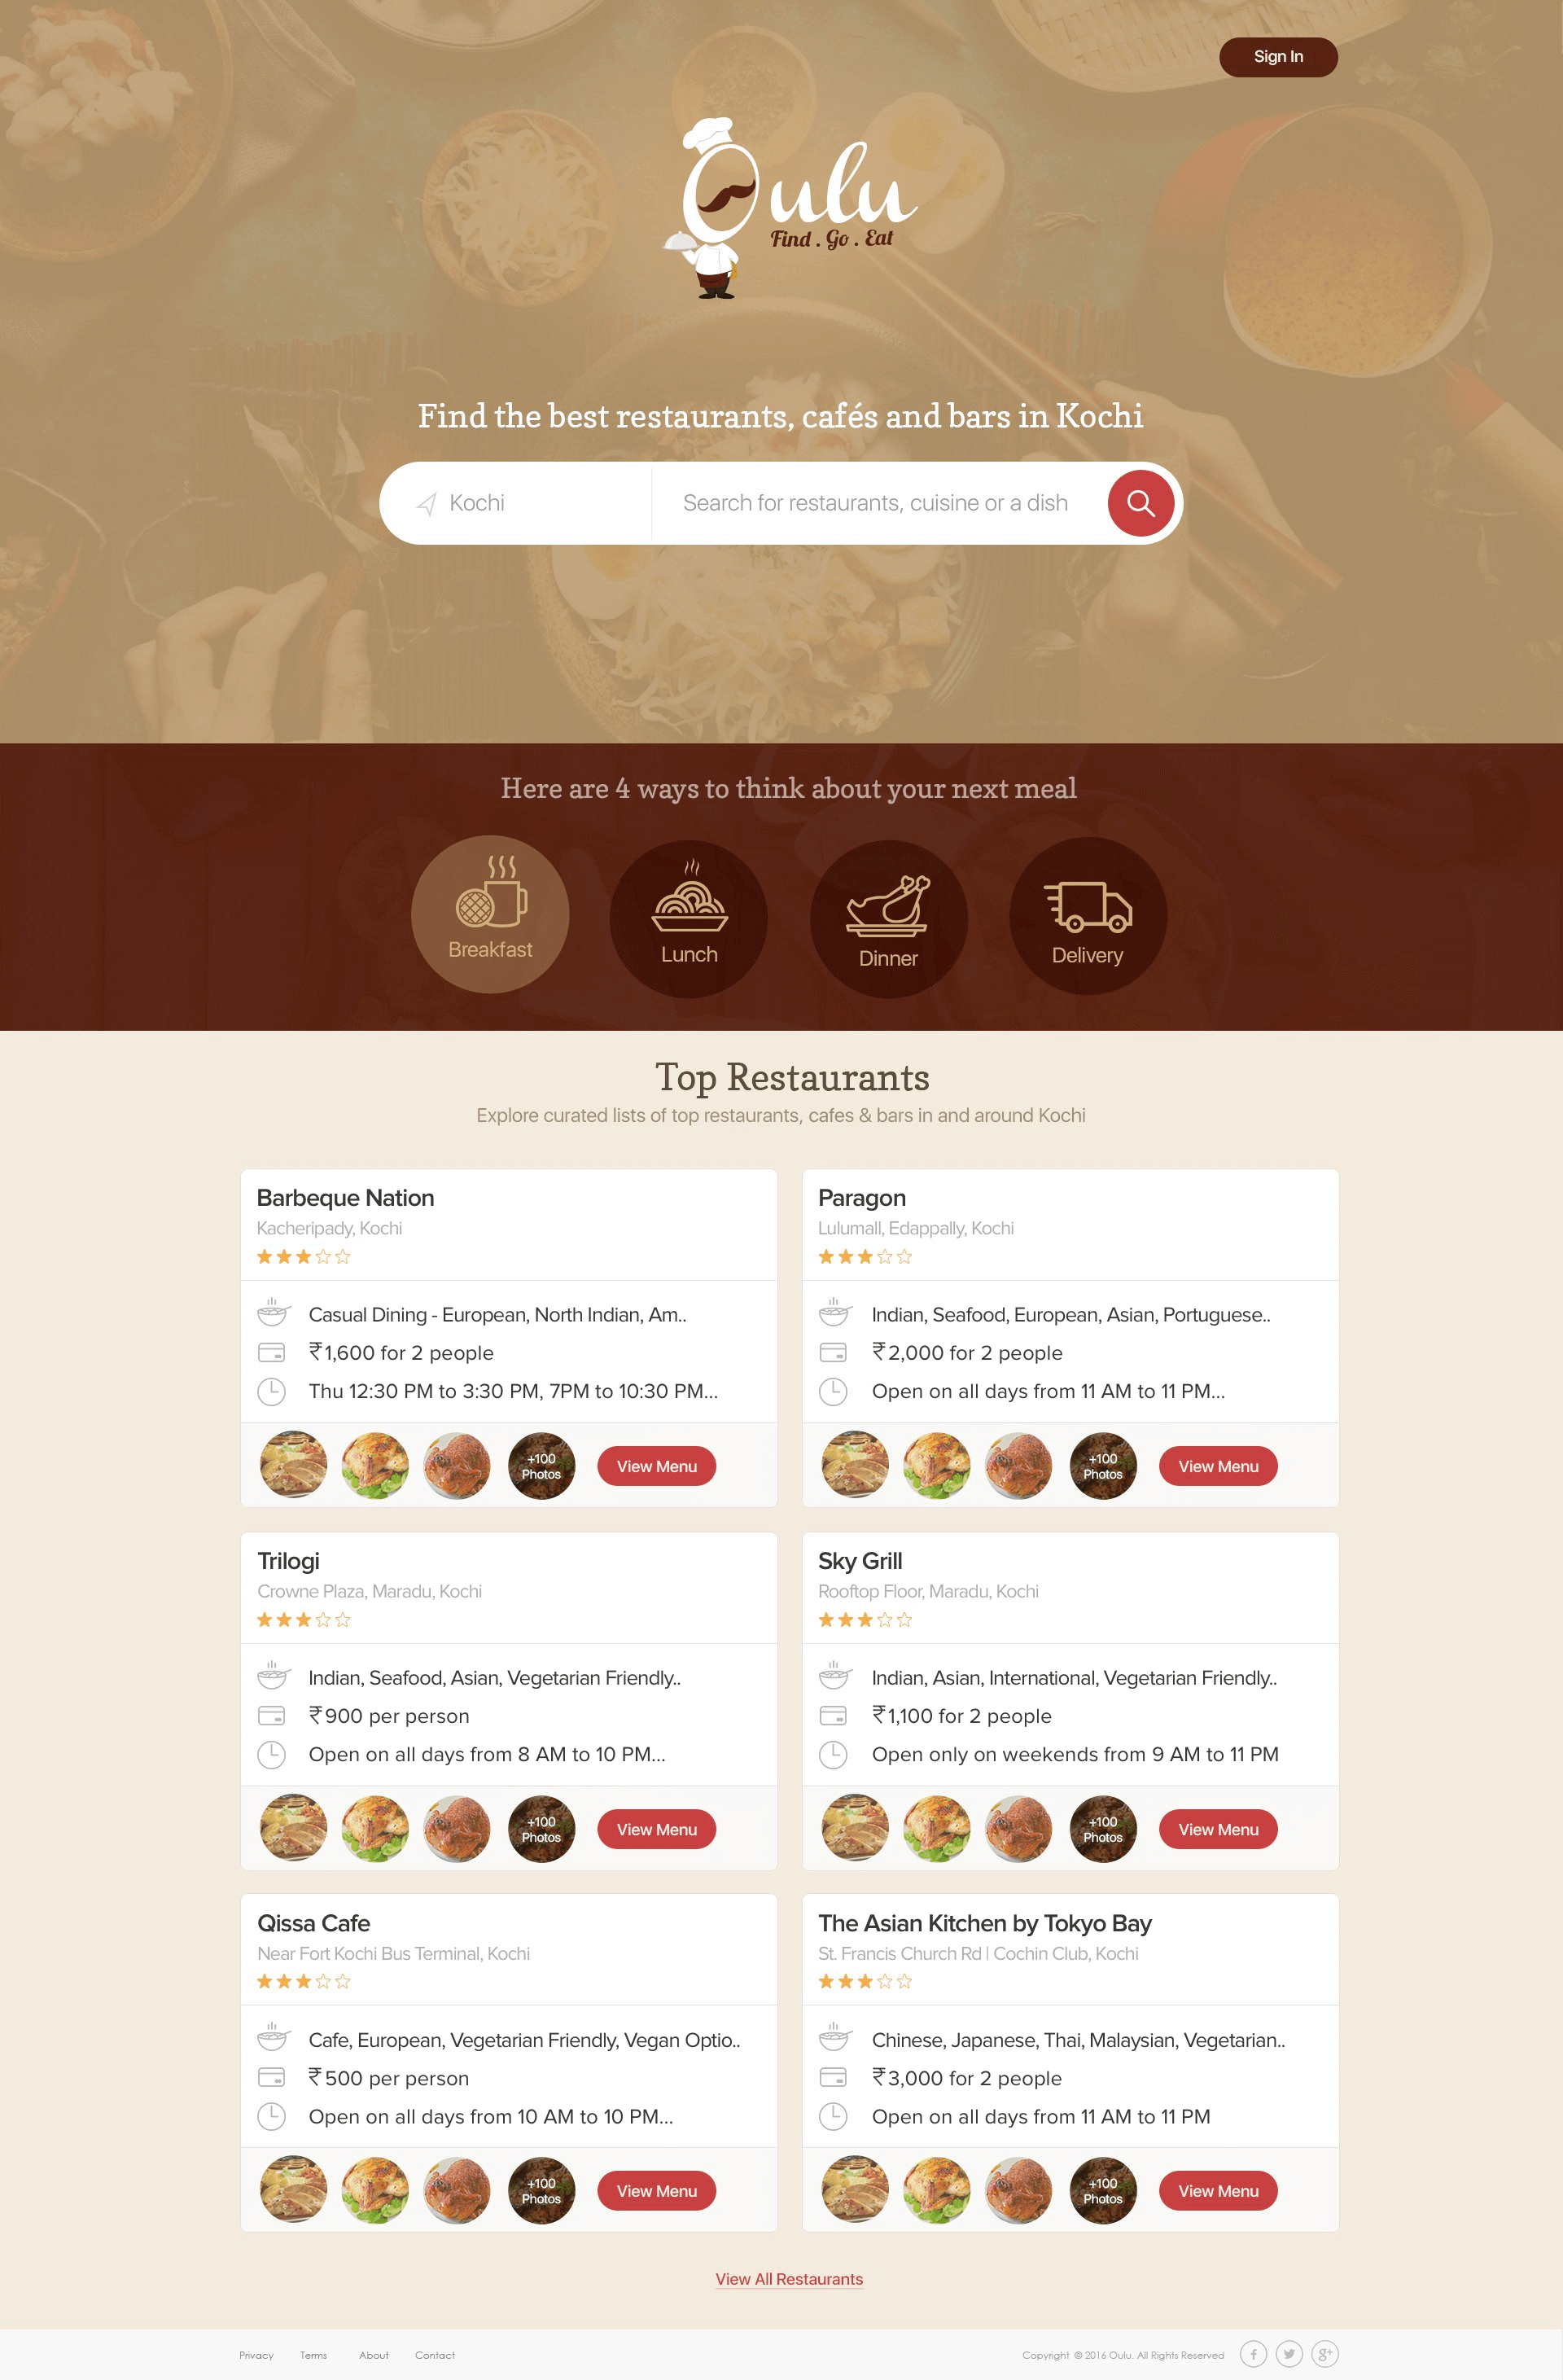 Sign In
Oulu
Find . Go . Eat
Find the best restaurants, cafés and bars in Kochi
Kochi
Search for restaurants, cuisine or a dish
Here are 4 ways to think about your next meal
Breakfast
Lunch
Dinner
Delivery
Top Restaurants
Explore curated lists of top restaurants, cafes & bars in and around Kochi
Barbeque Nation
Kacheripady, Kochi
Casual Dining - European, North Indian, Am..
₹1,600 for 2 people
Thu 12:30 PM to 3:30 PM, 7PM to 10:30 PM...
+100
Photos
View Menu
Paragon
Lulumall, Edappally, Kochi
Indian, Seafood, European, Asian, Portuguese..
₹2,000 for 2 people
Open on all days from 11 AM to 11 PM...
+100
Photos
View Menu
Trilogi
Crowne Plaza, Maradu, Kochi
Indian, Seafood, Asian, Vegetarian Friendly..
₹900 per person
Open on all days from 8 AM to 10 PM...
+100
Photos
View Menu
Sky Grill
Rooftop Floor, Maradu, Kochi
Indian, Asian, International, Vegetarian Friendly..
₹1,100 for 2 people
Open only on weekends from 9 AM to 11 PM
+100
Photos
View Menu
Qissa Cafe
Near Fort Kochi Bus Terminal, Kochi
Cafe, European, Vegetarian Friendly, Vegan Optio..
₹500 per person
Open on all days from 10 AM to 10 PM...
+100
Photos
View Menu
The Asian Kitchen by Tokyo Bay
St. Francis Church Rd | Cochin Club, Kochi
Chinese, Japanese, Thai, Malaysian, Vegetarian..
₹3,000 for 2 people
Open on all days from 11 AM to 11 PM
+100
Photos
View Menu
View All Restaurants
Privacy Terms About Contact
Copyright © 2016 Oulu. All Rights Reserved f g+